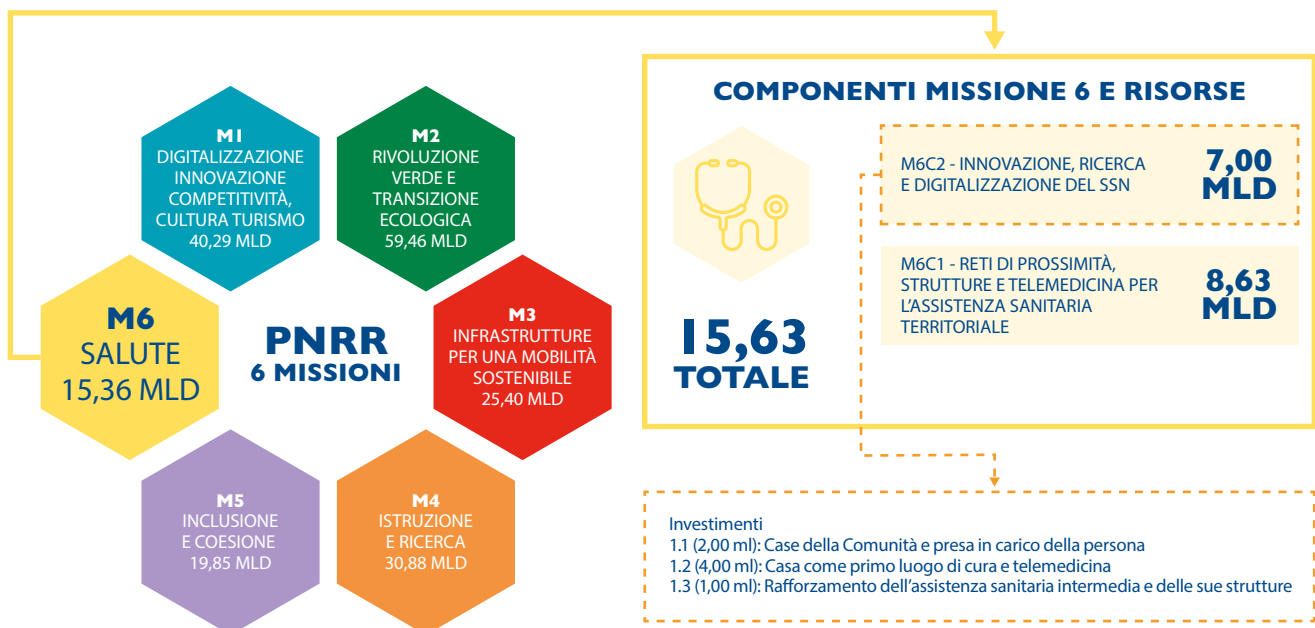 M1
DIGITALIZZAZIONE
INNOVAZIONE
COMPETITIVITÀ,
CULTURA TURISMO
40,29 MLD
M2
RIVOLUZIONE
VERDE E
TRANSIZIONE
ECOLOGICA
59,46 MLD
M6
SALUTE
15,36 MLD
PNRR
6 MISSIONI
M3
INFRASTRUTTURE
PER UNA MOBILITÀ
SOSTENIBILE
25,40 MLD
M5
INCLUSIONE
E COESIONE
19,85 MLD
M4
ISTRUZIONE
E RICERCA
30,88 MLD
COMPONENTI MISSIONE 6 E RISORSE
15,63
TOTALE
M6C2 - INNOVAZIONE, RICERCA
E DIGITALIZZAZIONE DEL SSN
7,00
MLD
M6C1 - RETI DI PROSSIMITÀ,
STRUTTURE E TELEMEDICINA PER
L'ASSISTENZA SANITARIA
TERRITORIALE
8,63
MLD
Investimenti
1.1 (2,00 ml): Case della Comunità e presa in carico della persona
1.2 (4,00 ml): Casa come primo luogo di cura e telemedicina
1.3 (1,00 ml): Rafforzamento dell'assistenza sanitaria intermedia e delle sue strutture